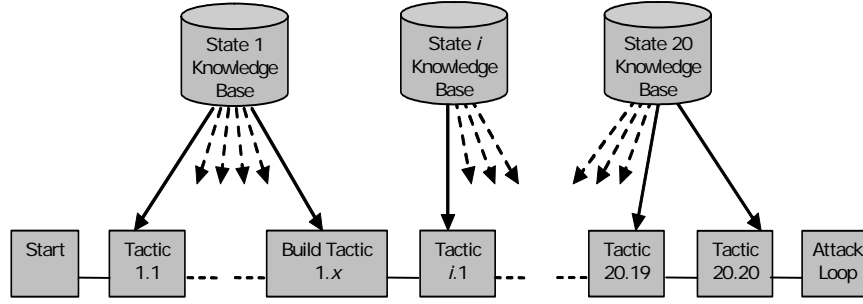 State 1
Knowledge
Base
State i
Knowledge
Base
State 20
Knowledge
Base
Start
Tactic
1.1
Build Tactic
1.x
Tactic
i.1
Tactic
20.19
Tactic
20.20
Attack
Loop